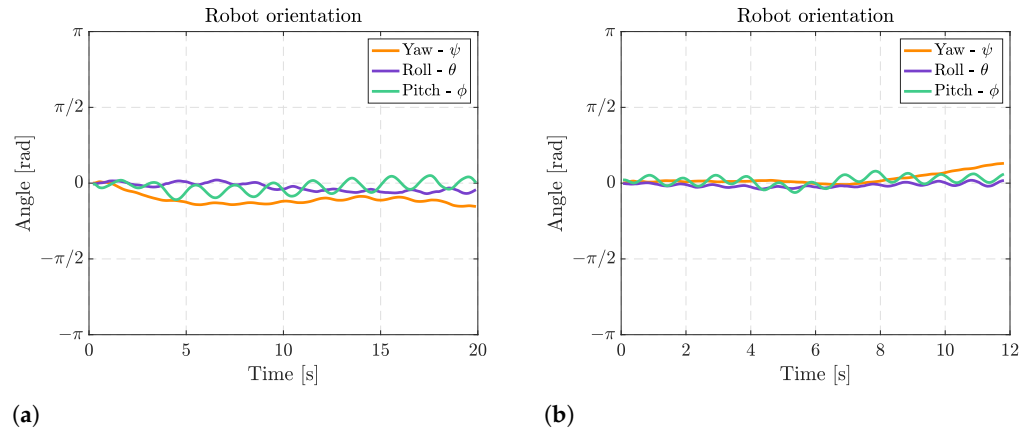 Robot orientation
π
π/2
0
−π/2
−π
Angle [rad]
0
5
10
15
20
Time [s]
Yaw - ψ
Roll - θ
Pitch - ϕ
(a)
Robot orientation
π
π/2
0
−π/2
−π
Angle [rad]
0
2
4
6
8
10
12
Time [s]
Yaw - ψ
Roll - θ
Pitch - ϕ
(b)